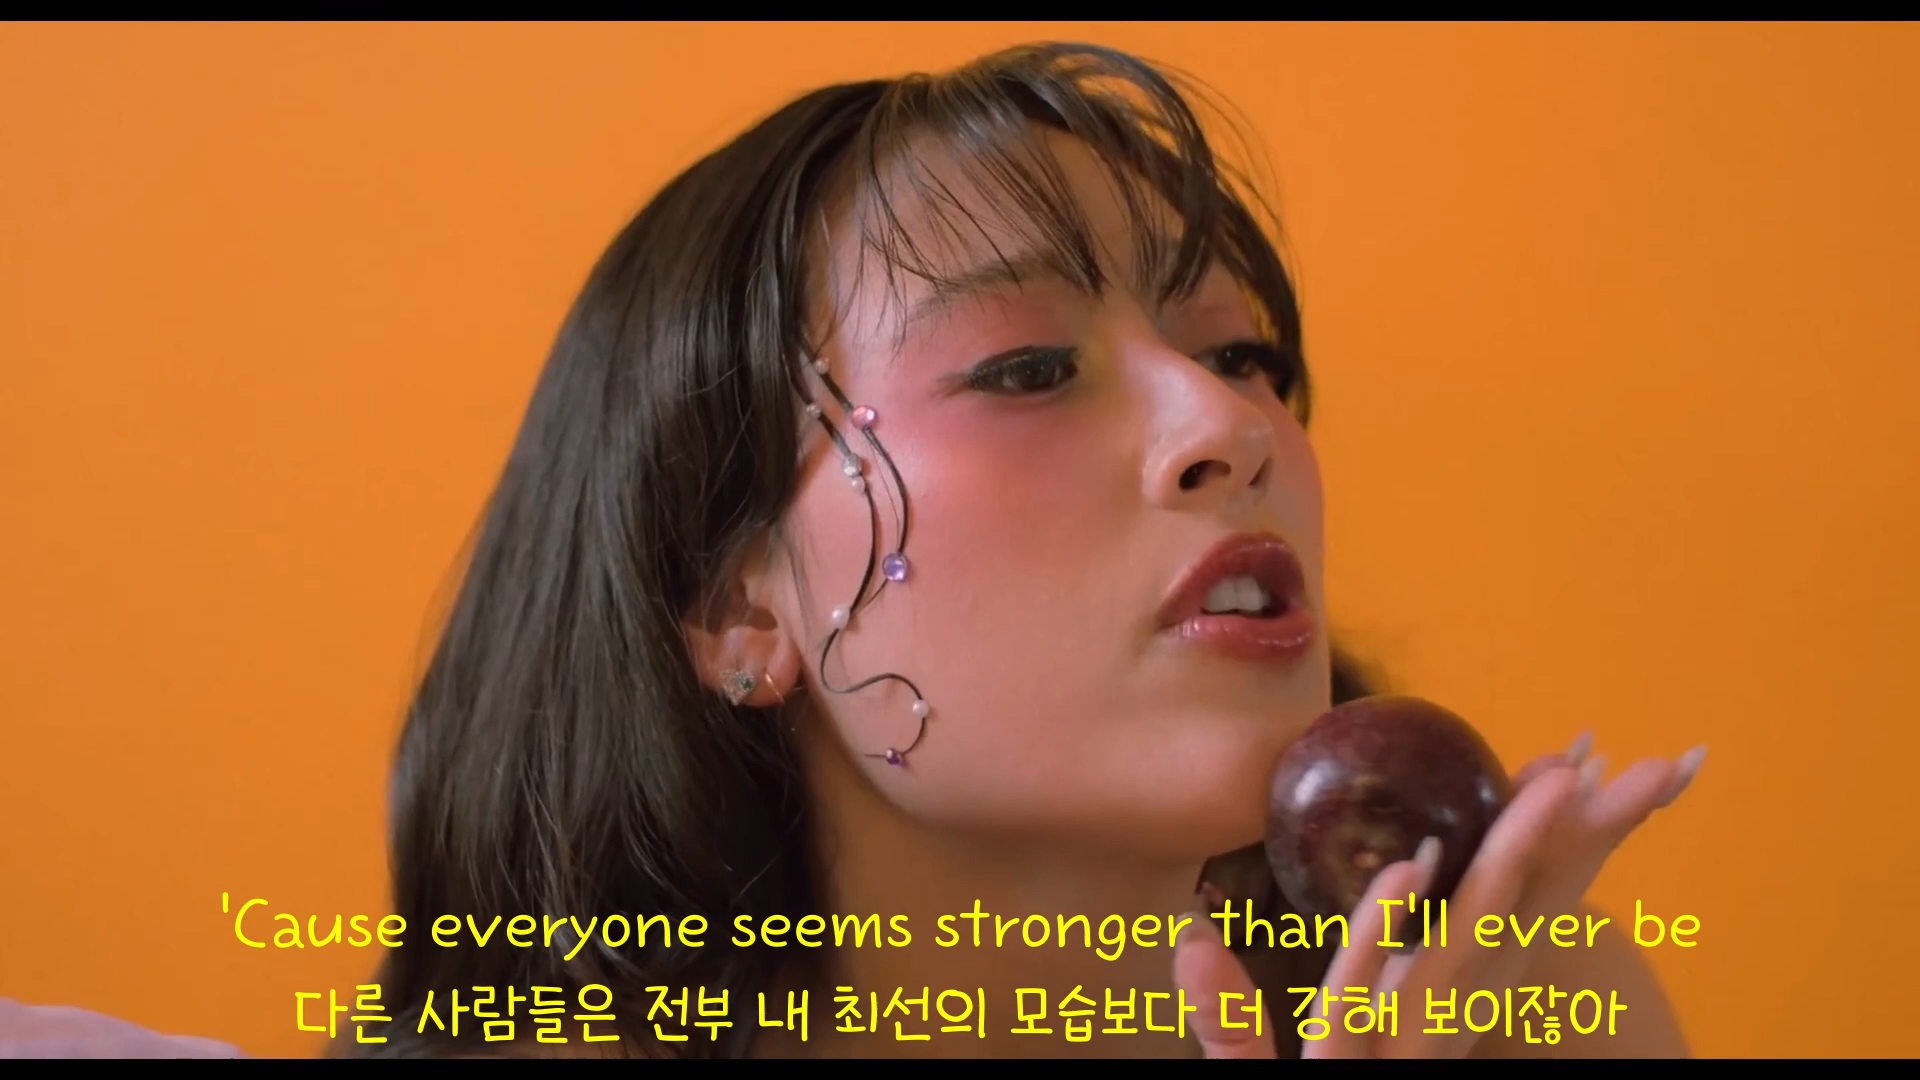 'Cause everyone seems stronger than I'll ever be
다른 사람들은 전부 내 최선의 모습보다 더 강해 보이잖아